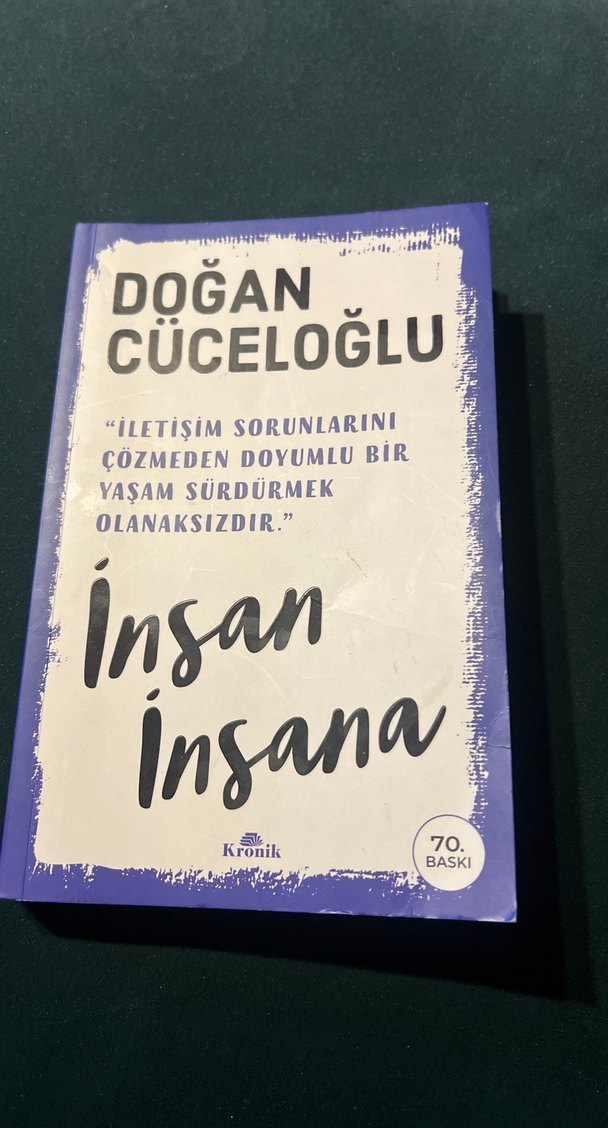 DOĞAN
CÜCELOĞLU
“İLETİŞİM SORUNLARINI
ÇÖZMEDEN DOYUMLU BİR
YAŞAM SÜRDÜRMEK
OLANAKSIZDIR.”
İnsan
İnsana
Kronik
70.
BASKI